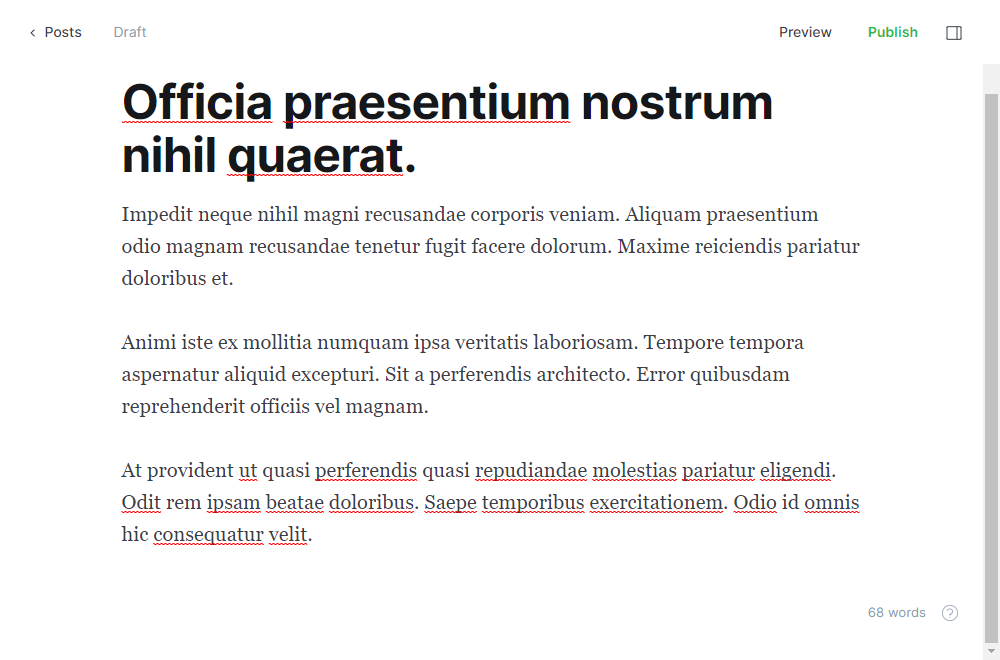 Posts
Draft
Preview
Publish
Officia praesentium nostrum
nihil quaerat.
Impedit neque nihil magni recusandae corporis veniam. Aliquam praesentium
odio magnam recusandae tenetur fugit facere dolorum. Maxime reiciendis pariatur
doloribus et.
Animi iste ex mollitia numquam ipsa veritatis laboriosam. Tempore tempora
aspernatur aliquid excepturi. Sit a perferendis architecto. Error quibusdam
reprehenderit officiis vel magnam.
At provident ut quasi perferendis quasi repudiandae molestias pariatur eligendi.
Odit rem ipsam beatae doloribus. Saepe temporibus exercitationem. Odio id omnis
hic consequatur velit.
68 words
?